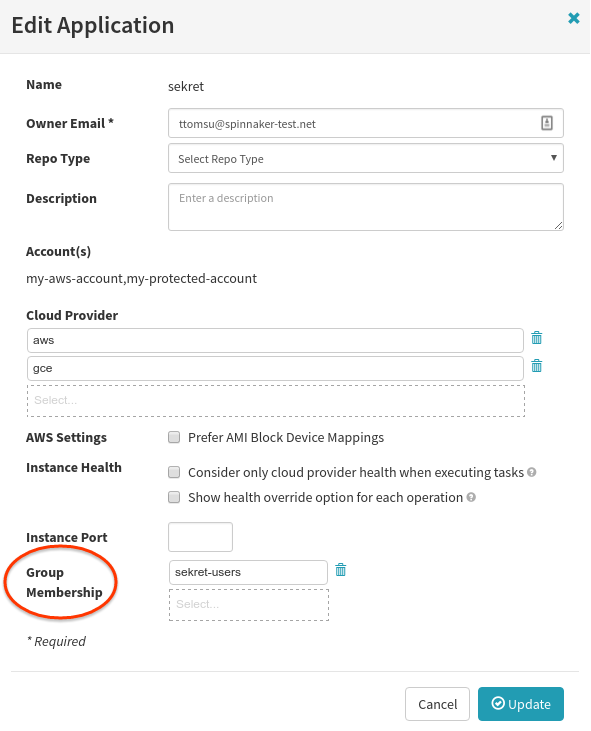 Edit Application
Name sekret
Owner Email * ttomsu@spinnaker-test.net
Repo Type Select Repo Type
Description Enter a description
Account(s)
my-aws-account,my-protected-account
Cloud Provider
aws
gce
Select...
AWS Settings Prefer AMI Block Device Mappings
Instance Health Consider only cloud provider health when executing tasks ?
Show health override option for each operation ?
Instance Port
Group sekret-users
Membership Select...
* Required
Cancel Update